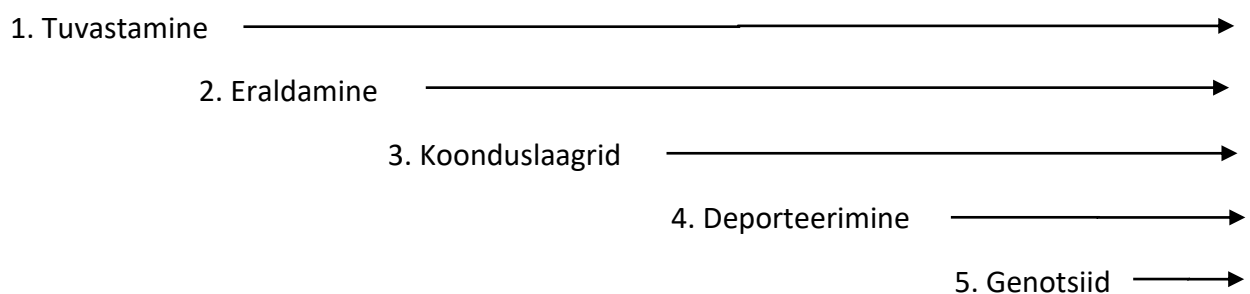 1. Tuvastamine
2. Eraldamine
3. Koonduslaagrid
4. Deporteerimine
5. Genotsiid